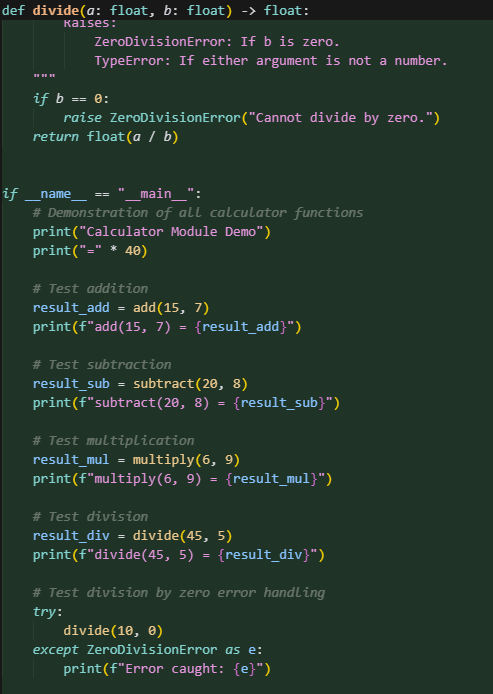 def divide(a: float, b: float) -> float:
        Raises:
            ZeroDivisionError: If b is zero.
            TypeError: If either argument is not a number.
    """
    if b == 0:
        raise ZeroDivisionError("Cannot divide by zero.")
    return float(a / b)


if __name__ == "__main__":
    # Demonstration of all calculator functions
    print("Calculator Module Demo")
    print("=" * 40)

    # Test addition
    result_add = add(15, 7)
    print(f"add(15, 7) = {result_add}")

    # Test subtraction
    result_sub = subtract(20, 8)
    print(f"subtract(20, 8) = {result_sub}")

    # Test multiplication
    result_mul = multiply(6, 9)
    print(f"multiply(6, 9) = {result_mul}")

    # Test division
    result_div = divide(45, 5)
    print(f"divide(45, 5) = {result_div}")

    # Test division by zero error handling
    try:
        divide(10, 0)
    except ZeroDivisionError as e:
        print(f"Error caught: {e}")